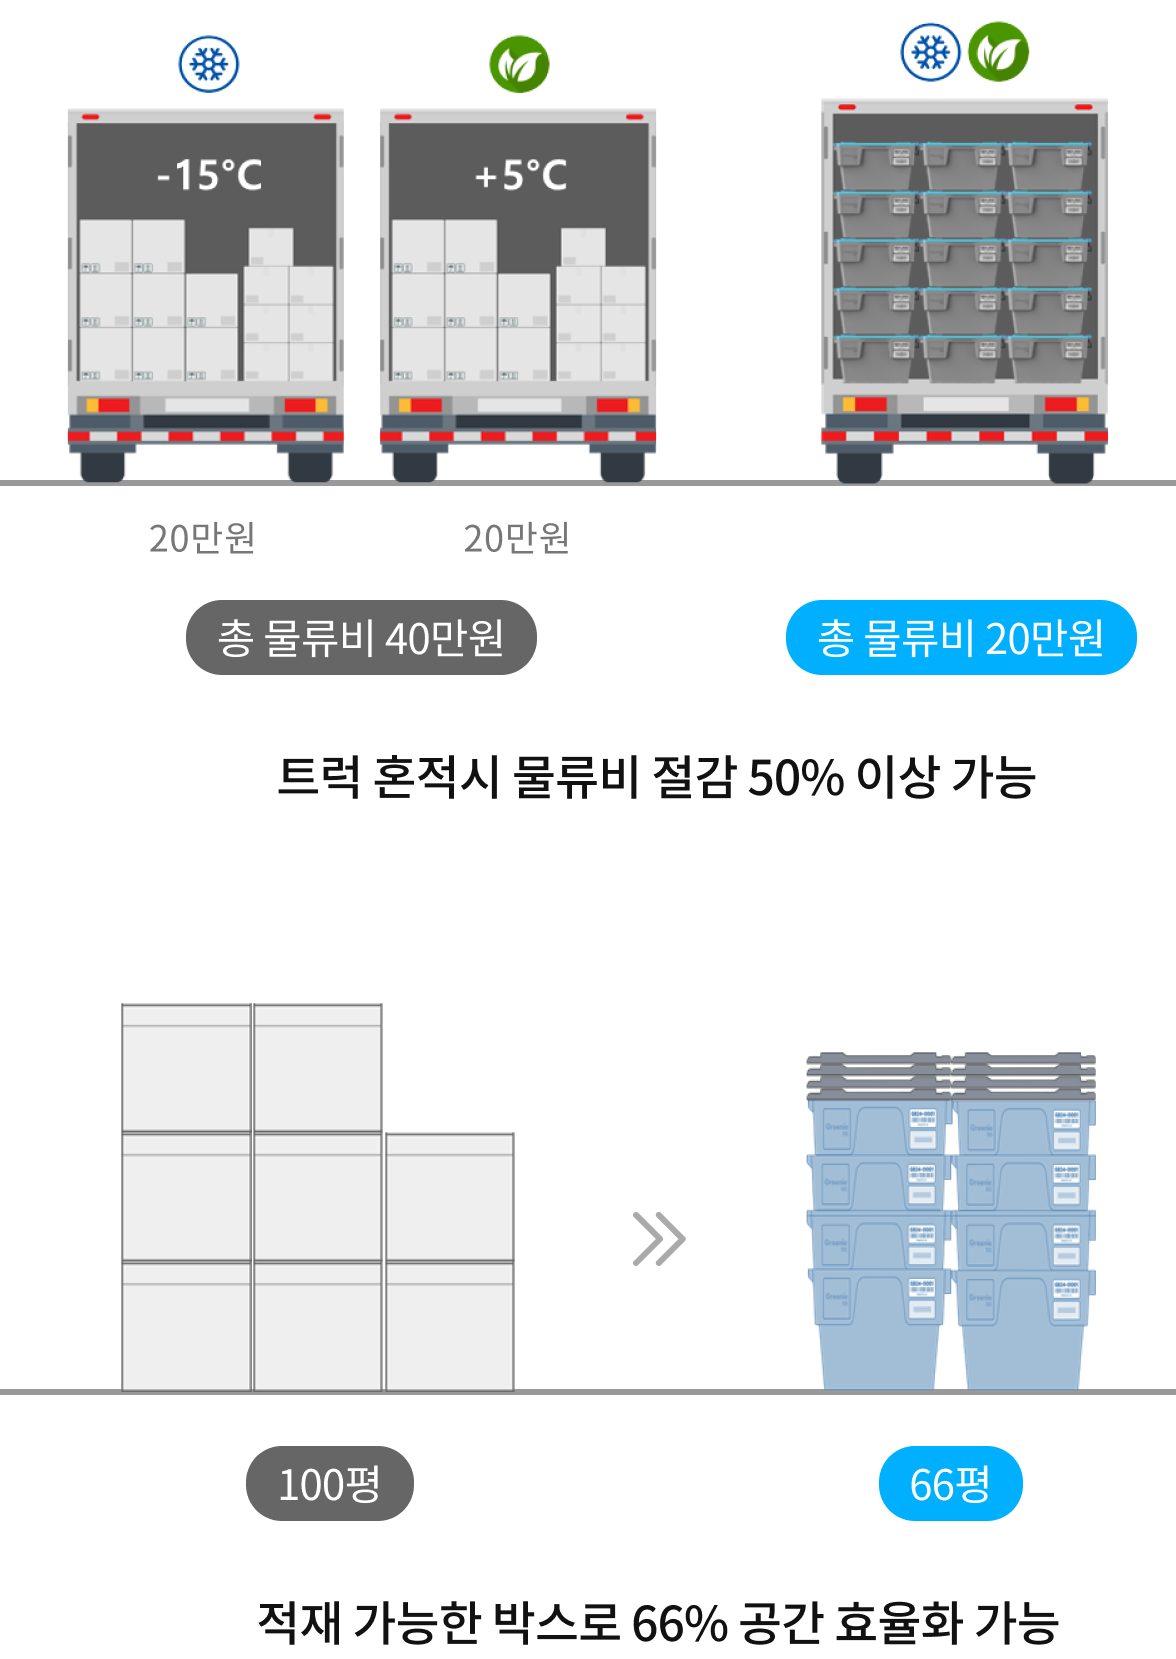 -15°C
+5°C
20만원
20만원
총 물류비 40만원
총 물류비 20만원
트럭 혼적시 물류비 절감 50% 이상 가능
100평
66평
적재 가능한 박스로 66% 공간 효율화 가능